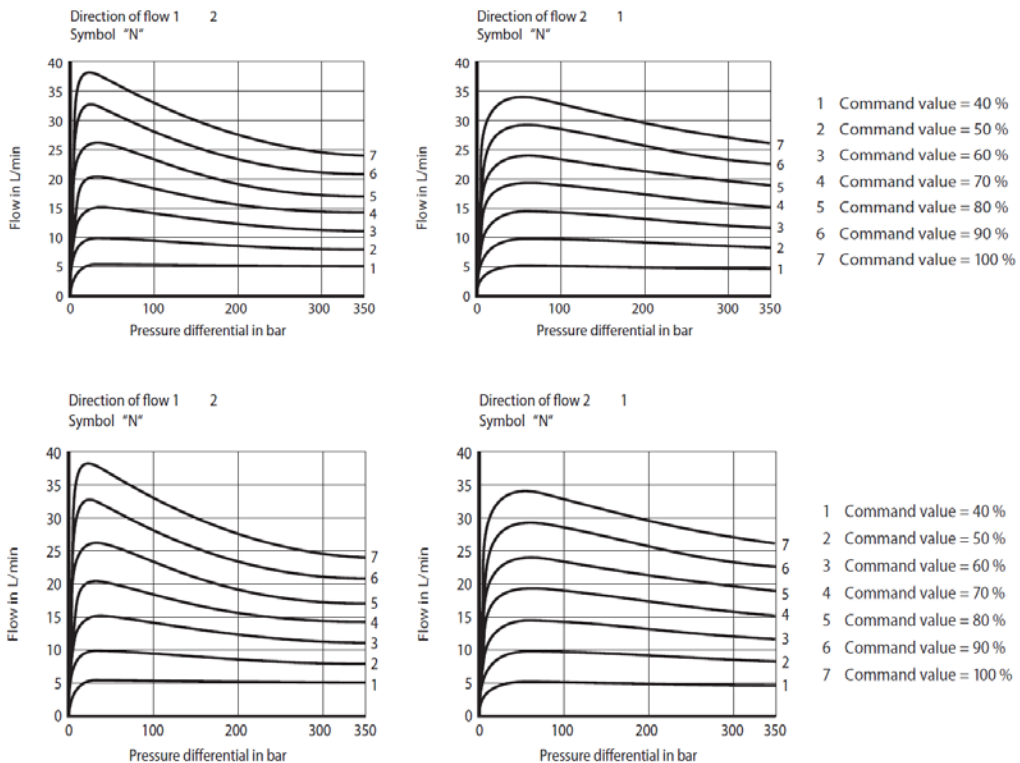 Direction of flow 1 2
Symbol "N"
40
35
30
25
20
15
10
5
0
Flow in L/min
7
6
5
4
3
2
1
0 100 200 300 350
Pressure differential in bar
Direction of flow 2 1
Symbol "N"
40
35
30
25
20
15
10
5
0
Flow in L/min
7
6
5
4
3
2
1
0 100 200 300 350
Pressure differential in bar
1 Command value = 40 %
2 Command value = 50 %
3 Command value = 60 %
4 Command value = 70 %
5 Command value = 80 %
6 Command value = 90 %
7 Command value = 100 %
Direction of flow 1 2
Symbol "N"
40
35
30
25
20
15
10
5
0
Flow in L/min
7
6
5
4
3
2
1
0 100 200 300 350
Pressure differential in bar
Direction of flow 2 1
Symbol "N"
40
35
30
25
20
15
10
5
0
Flow in L/min
7
6
5
4
3
2
1
0 100 200 300 350
Pressure differential in bar
1 Command value = 40 %
2 Command value = 50 %
3 Command value = 60 %
4 Command value = 70 %
5 Command value = 80 %
6 Command value = 90 %
7 Command value = 100 %